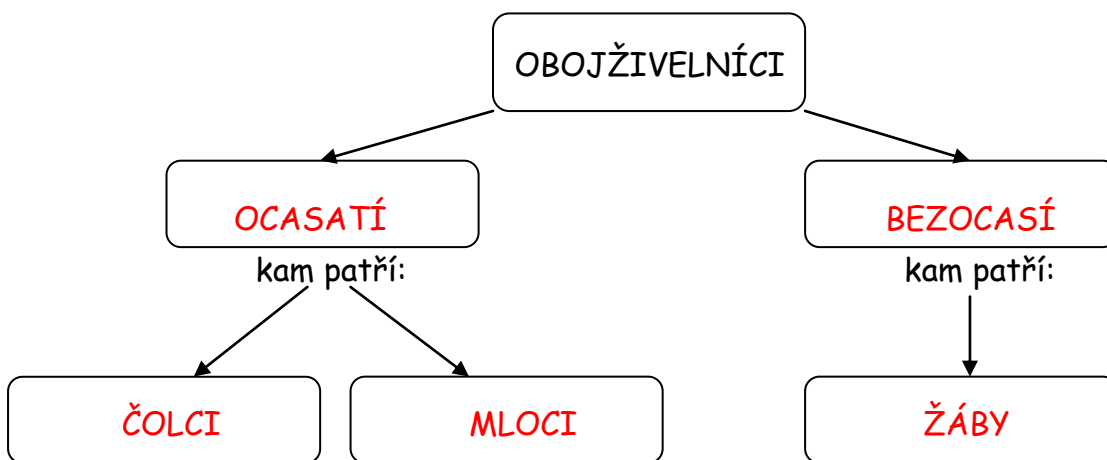 OBOJŽIVELNÍCI
OCASATÍ
BEZOCASÍ
kam patří:
kam patří:
ČOLCI
MLOCI
ŽÁBY